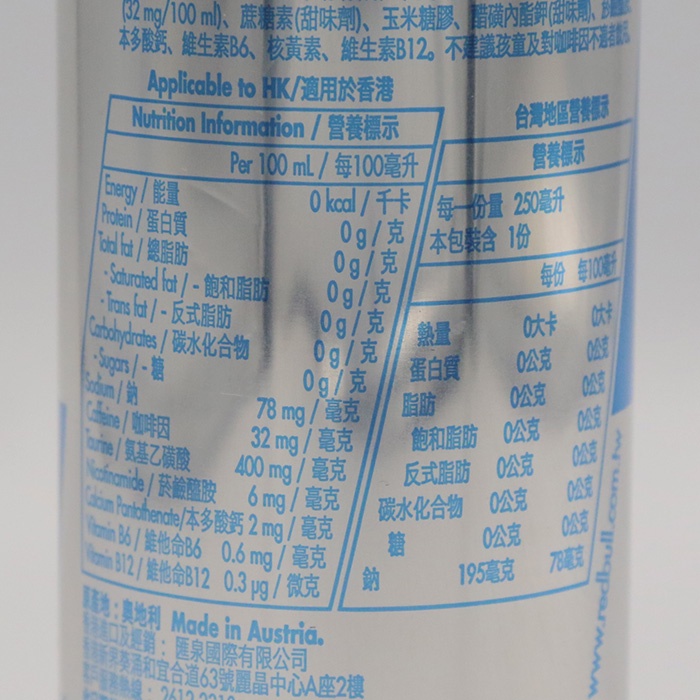 (32 mg/100 ml)、蔗糖素(甜味劑)、玉米糖膠、醋磺內酯鉀(甜味劑)、
本多酸鈣、維生素B6、核黃素、維生素B12。不建議孩童及對咖啡因不適者飲用。
Applicable to HK/適用於香港
Nutrition Information / 營養標示
Per 100 mL / 每100毫升
Energy / 能量 0 kcal / 千卡
Protein / 蛋白質 0 g / 克
Total fat / 總脂肪 0 g / 克
- Saturated fat / - 飽和脂肪 0 g / 克
- Trans fat / - 反式脂肪 0 g / 克
Carbohydrates / 碳水化合物 0 g / 克
- Sugars / - 糖 0 g / 克
Sodium / 鈉 78 mg / 毫克
Caffeine / 咖啡因 32 mg / 毫克
Taurine / 氨基乙磺酸 400 mg / 毫克
Nicotinamide / 菸鹼醯胺 6 mg / 毫克
Calcium Pantothenate/本多酸鈣 2 mg / 毫克
Vitamin B6 / 維他命B6 0.6 mg / 毫克
Vitamin B12 / 維他命B12 0.3 µg / 微克
台灣地區營養標示
營養標示
每一份量 250毫升
本包裝含 1份
每份 每100毫升
熱量 0大卡 0大卡
蛋白質 0公克 0公克
脂肪 0公克 0公克
飽和脂肪 0公克 0公克
反式脂肪 0公克 0公克
碳水化合物 0公克 0公克
糖 0公克 0公克
鈉 195毫克 78毫克
www.redbull.com.tw
原產地：奧地利 Made in Austria.
進口及經銷：匯泉國際有限公司
和宜合道63號麗晶中心A座2樓